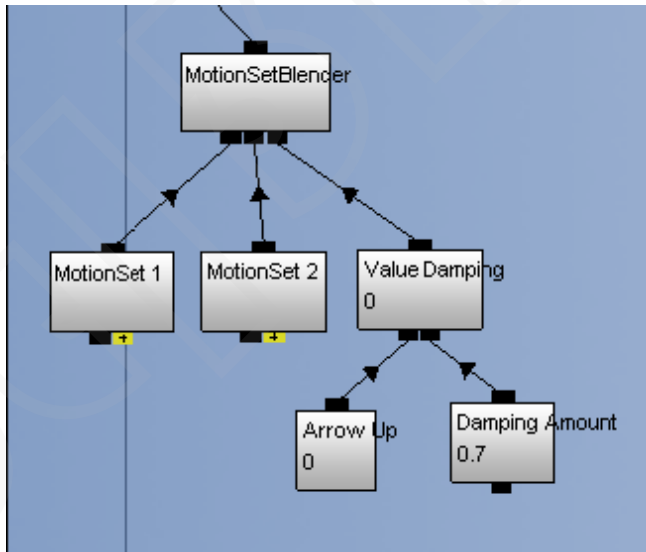 MotionSetBlender
MotionSet 1
+
MotionSet 2
+
Value Damping
0
Arrow Up
0
Damping Amount
0.7